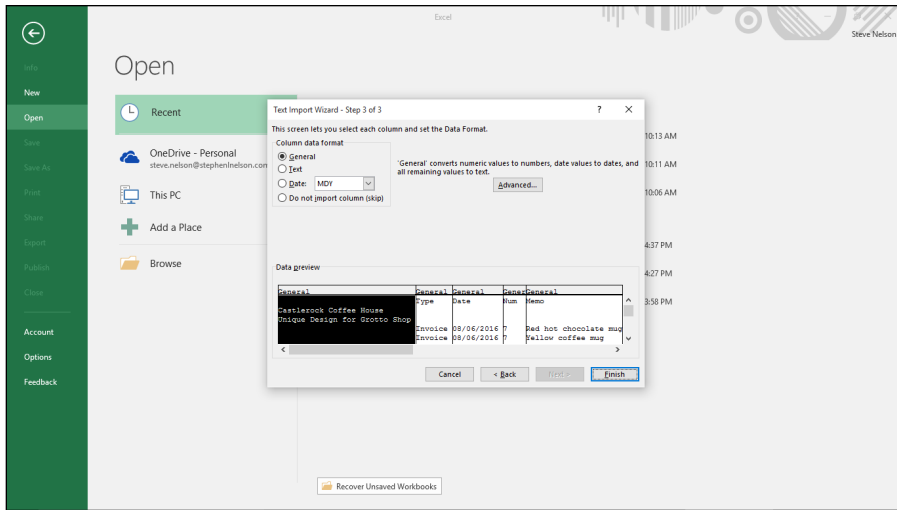 Excel
Steve Nelson
Info
New
Open
Save
Save As
Print
Share
Export
Publish
Close
Account
Options
Feedback
Open
Recent
OneDrive - Personal
steve.nelson@stephenlnelson.com
This PC
Add a Place
Browse
10:13 AM
10:11 AM
10:06 AM
4:37 PM
4:27 PM
3:58 PM
Text Import Wizard - Step 3 of 3 ? X
This screen lets you select each column and set the Data Format.
Column data format
General
Text
Date: MDY
Do not import column (skip)
'General' converts numeric values to numbers, date values to dates, and
all remaining values to text.
Advanced...
Data preview
General General General General General
Type Date Num Memo
Castlerock Coffee House
Unique Design for Grotto Shop
Invoice 08/06/2016 7 Red hot chocolate mug
Invoice 08/06/2016 7 Yellow coffee mug
Cancel < Back Next > Finish
Recover Unsaved Workbooks